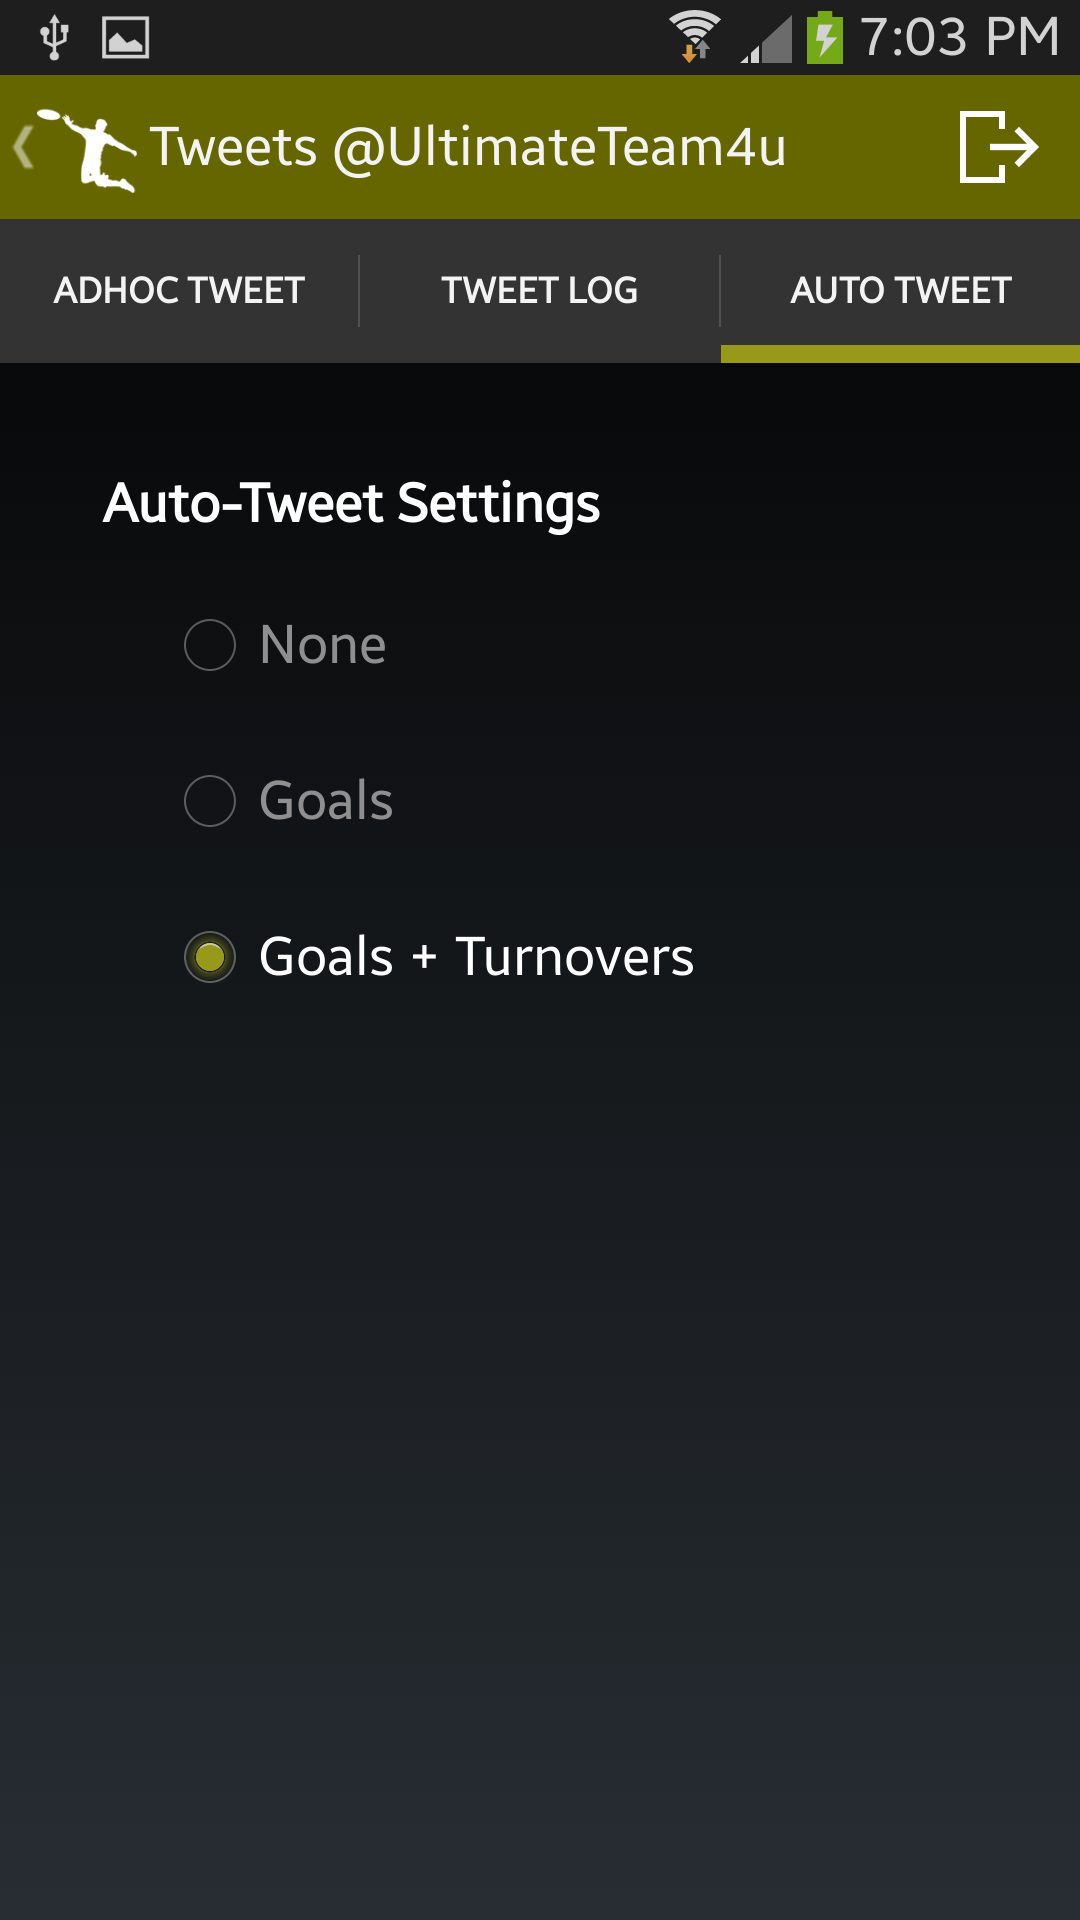 7:03 PM
Tweets @UltimateTeam4u
ADHOC TWEET
TWEET LOG
AUTO TWEET
Auto-Tweet Settings
None
Goals
Goals + Turnovers